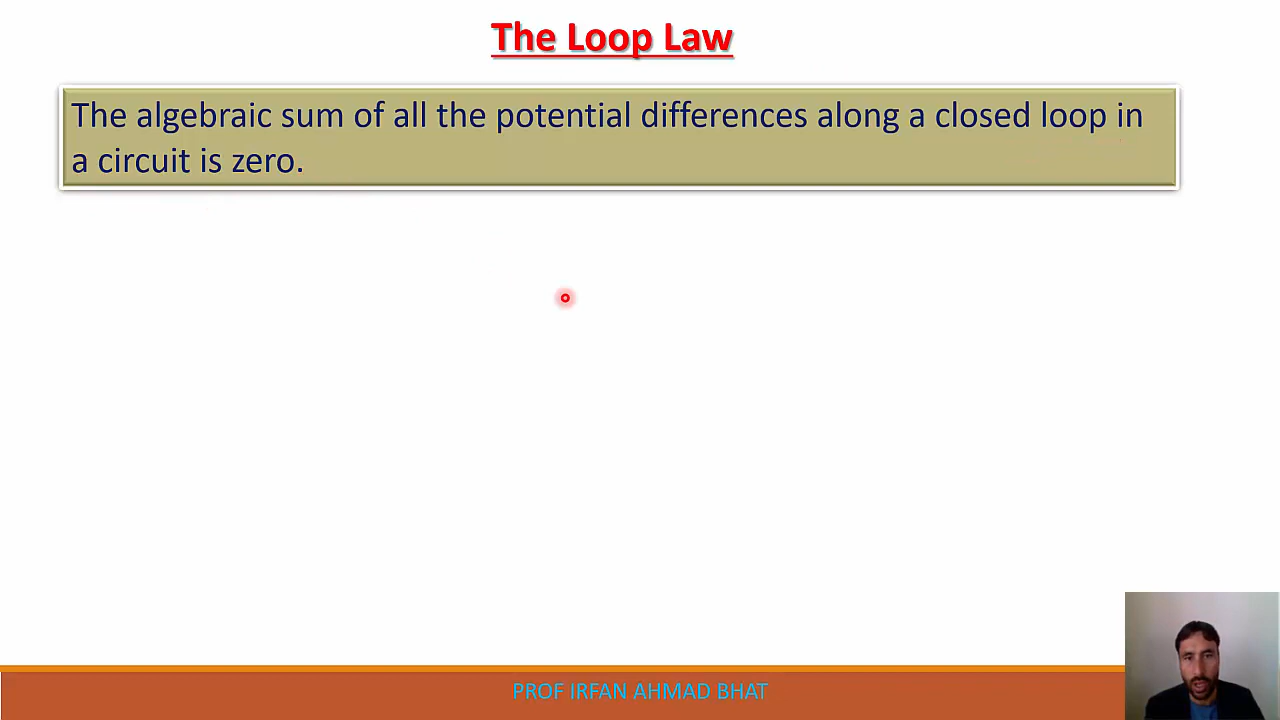 The Loop Law
The algebraic sum of all the potential differences along a closed loop in
a circuit is zero.
PROF IRFAN AHMAD BHAT